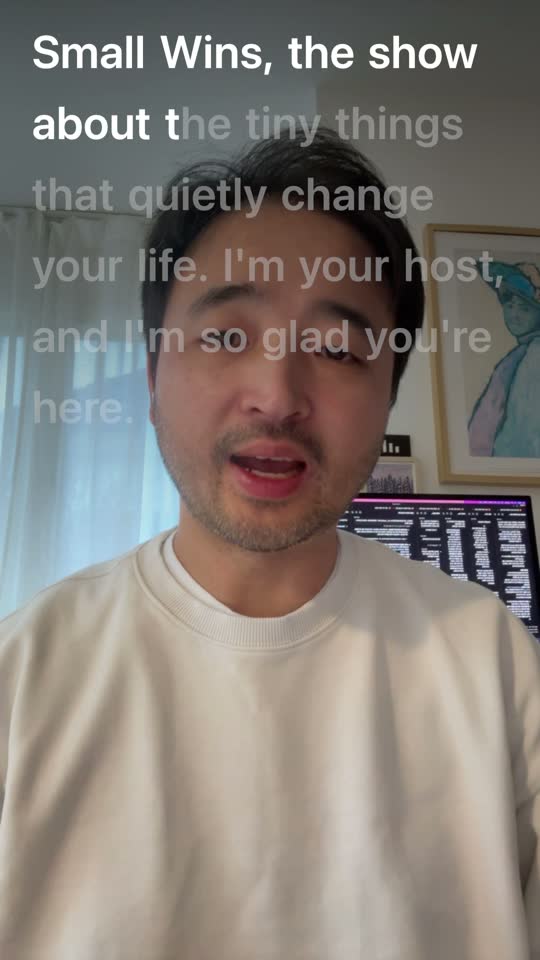 Small Wins, the show
about the tiny things
that quietly change
your life. I'm your host,
and I'm so glad you're
here.